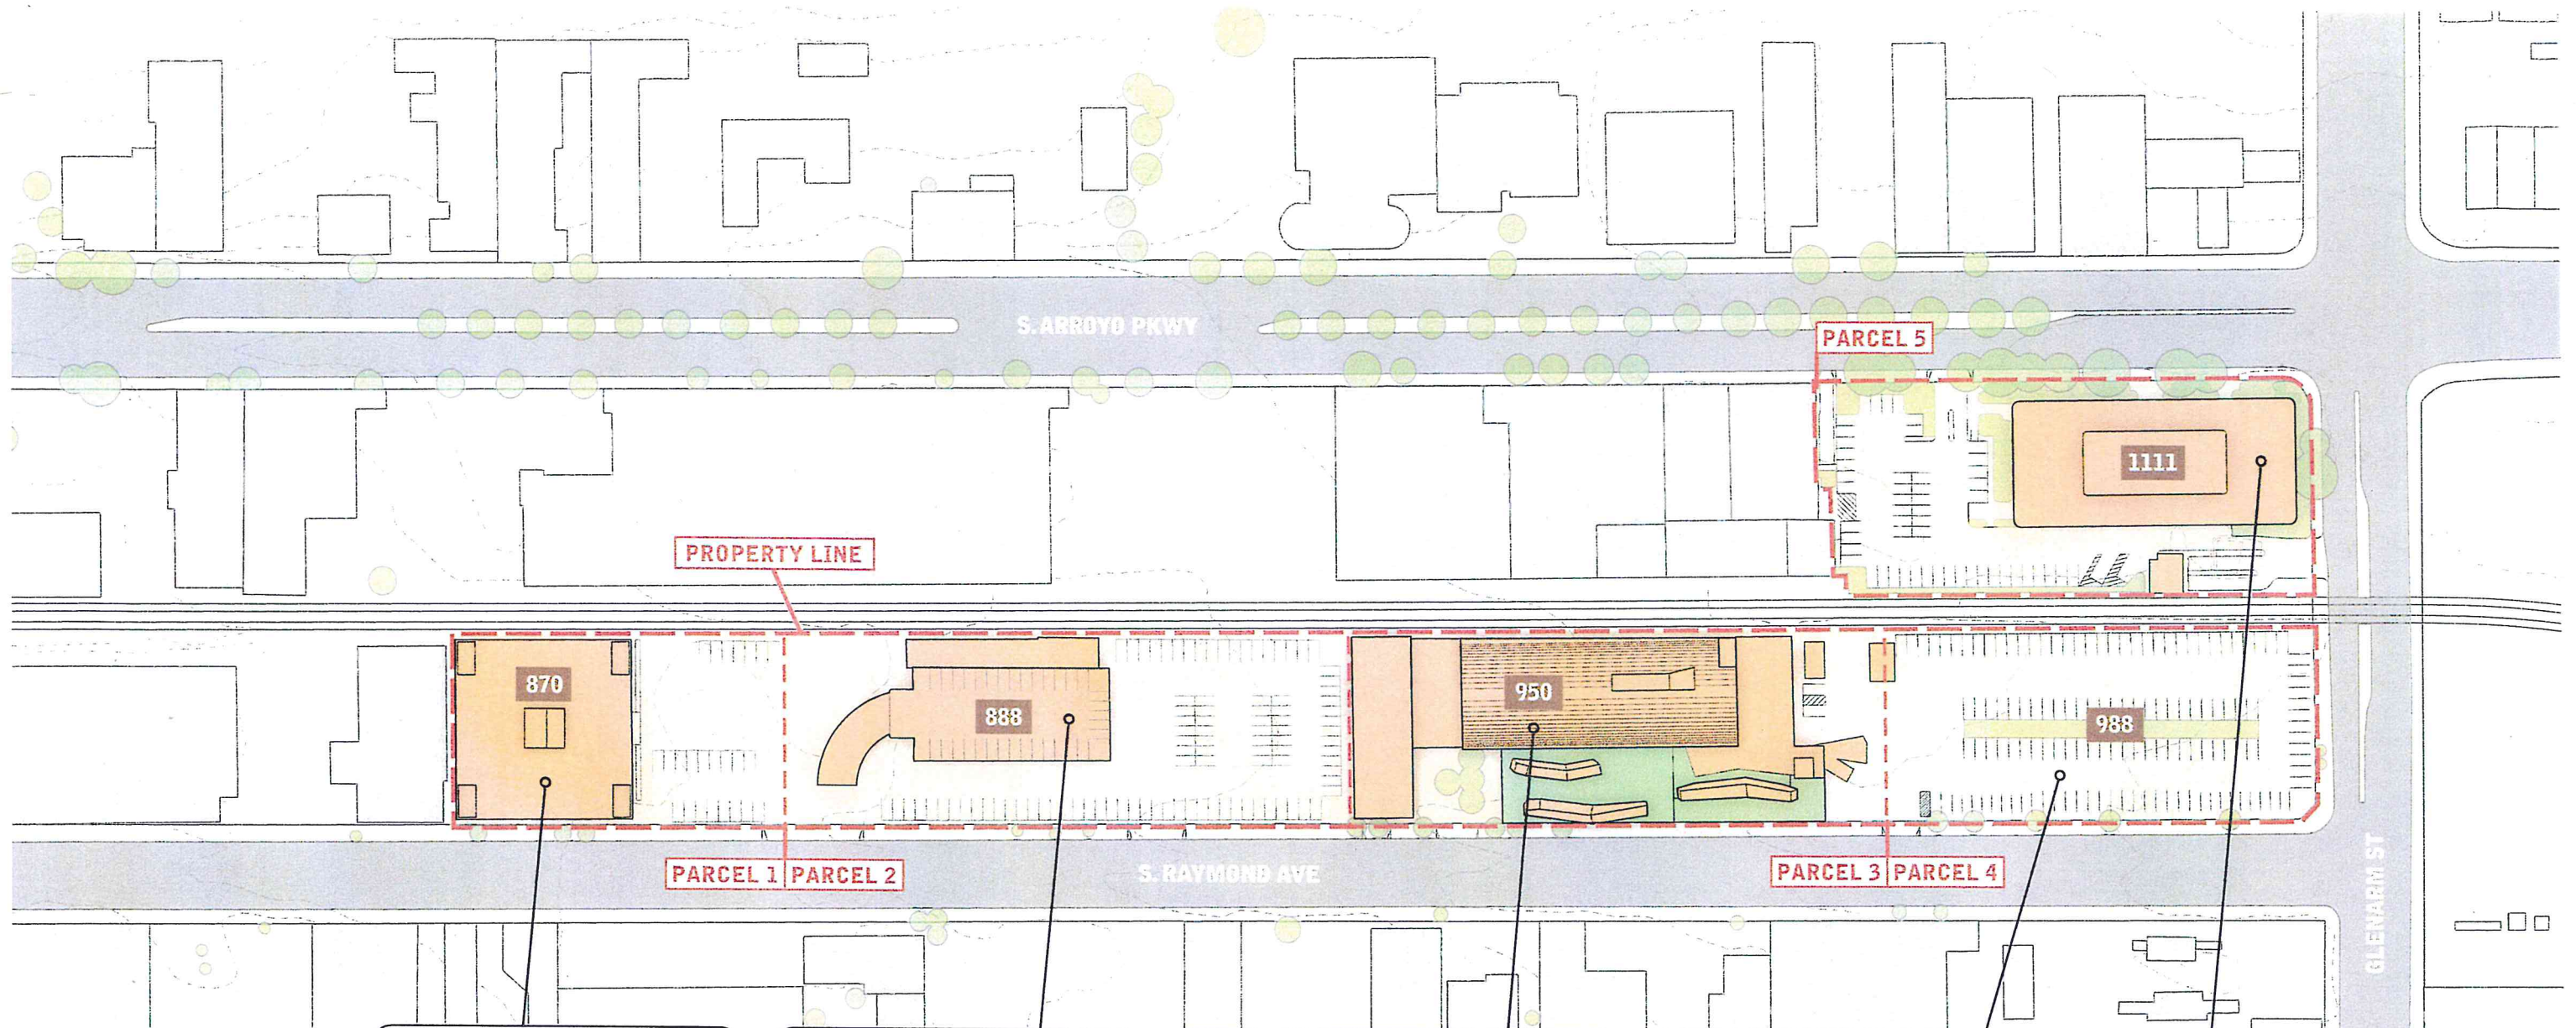 S. ARROYO PKWY
PARCEL 5
1111
PROPERTY LINE
870
888
950
988
PARCEL 1
PARCEL 2
S. RAYMOND AVE
PARCEL 3
PARCEL 4
GLENARM ST